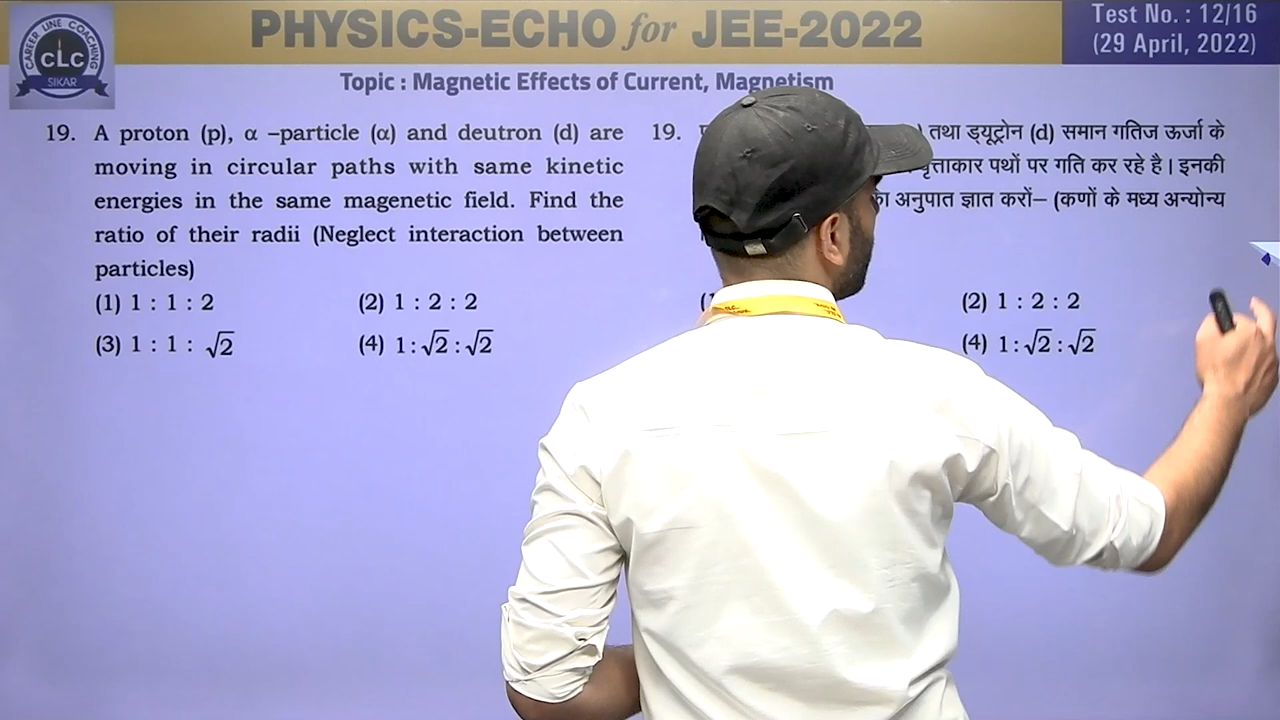 PHYSICS-ECHO for JEE-2022
Test No. : 12/16
(29 April, 2022)
CAREER LINE COACHING
CLC
SIKAR
Topic : Magnetic Effects of Current, Magnetism
19. A proton (p), α –particle (α) and deutron (d) are
moving in circular paths with same kinetic
energies in the same magenetic field. Find the
ratio of their radii (Neglect interaction between
particles)
(1) 1 : 1 : 2 (2) 1 : 2 : 2
(3) 1 : 1 : √2 (4) 1 : √2 : √2
19. तथा ड्यूट्रोन (d) समान गतिज ऊर्जा के
वृत्ताकार पथों पर गति कर रहे है। इनकी
अनुपात ज्ञात करों– (कणों के मध्य अन्योन्य
(2) 1 : 2 : 2
(4) 1 : √2 : √2